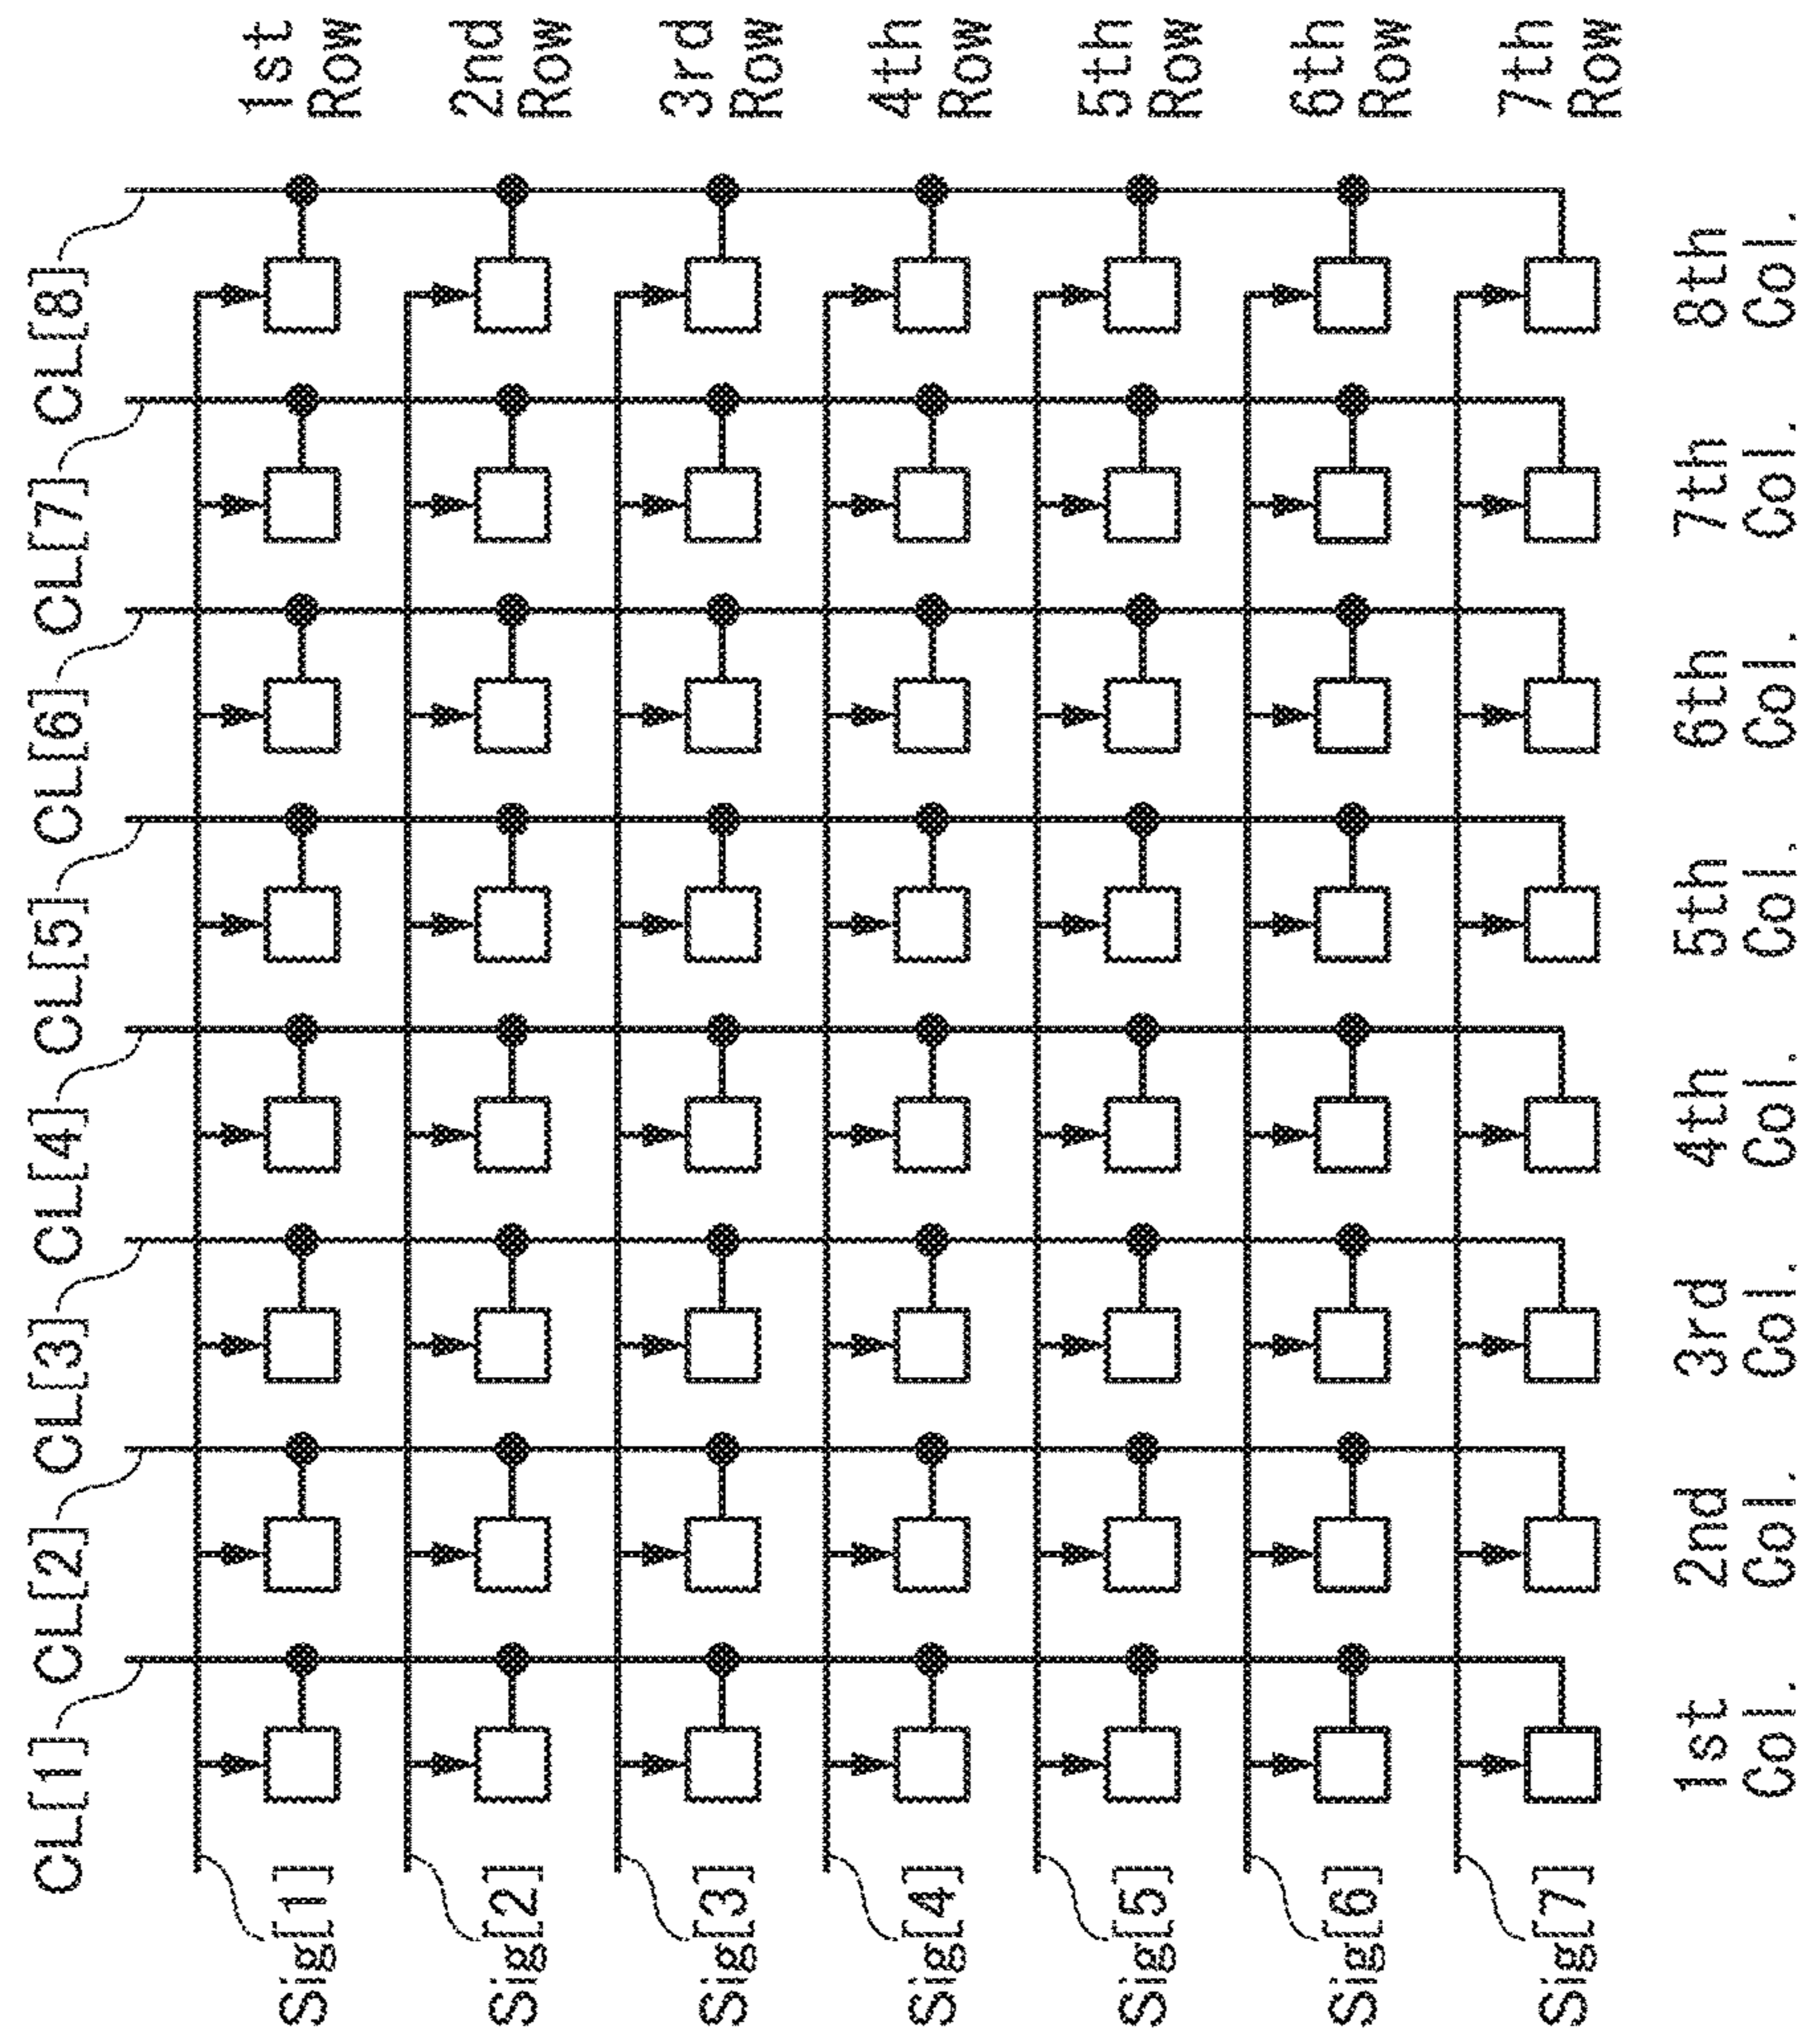 CL[1]
CL[2]
CL[3]
CL[4]
CL[5]
CL[6]
CL[7]
CL[8]
Sig[1]
1st
Row
Sig[2]
2nd
Row
Sig[3]
3rd
Row
Sig[4]
4th
Row
Sig[5]
5th
Row
Sig[6]
6th
Row
Sig[7]
7th
Row
1st
Col.
2nd
Col.
3rd
Col.
4th
Col.
5th
Col.
6th
Col.
7th
Col.
8th
Col.